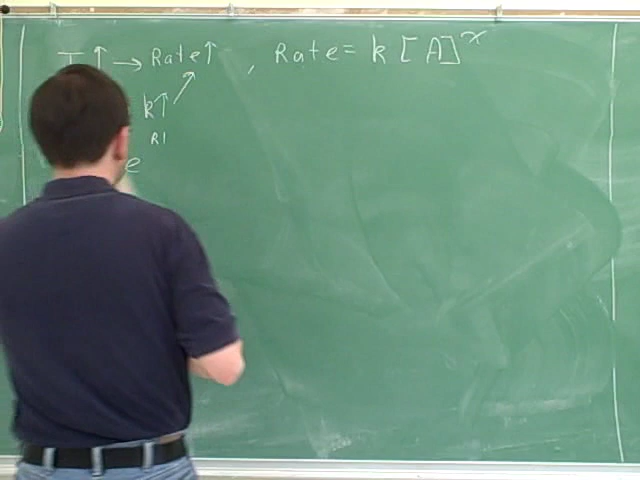 T↑ → Rate↑ , Rate = k [A]^x
k↑
R1
e